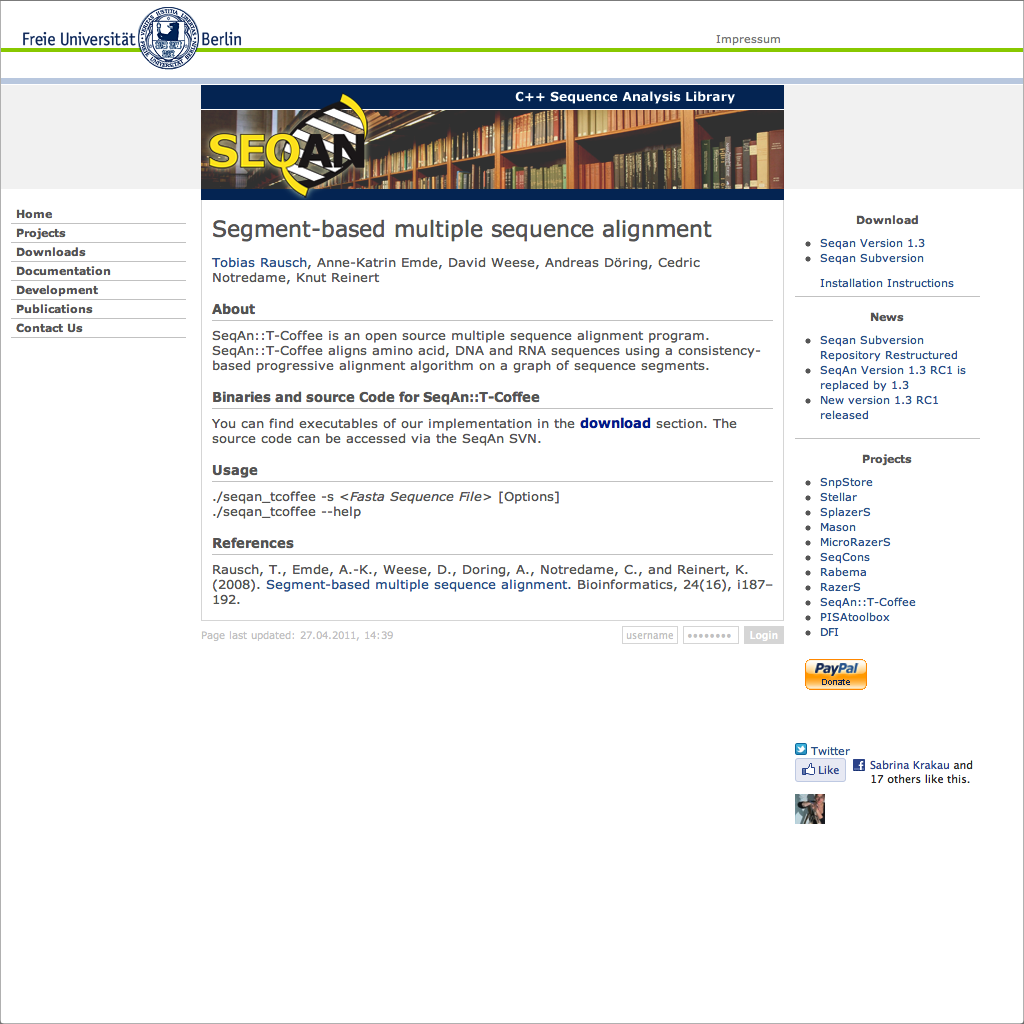 Freie Universität Berlin
Impressum
C++ Sequence Analysis Library
SEQAN
Home
Projects
Downloads
Documentation
Development
Publications
Contact Us
Segment-based multiple sequence alignment
Tobias Rausch, Anne-Katrin Emde, David Weese, Andreas Döring, Cedric
Notredame, Knut Reinert
About
SeqAn::T-Coffee is an open source multiple sequence alignment program.
SeqAn::T-Coffee aligns amino acid, DNA and RNA sequences using a consistency-
based progressive alignment algorithm on a graph of sequence segments.
Binaries and source Code for SeqAn::T-Coffee
You can find executables of our implementation in the download section. The
source code can be accessed via the SeqAn SVN.
Usage
./seqan_tcoffee -s <Fasta Sequence File> [Options]
./seqan_tcoffee --help
References
Rausch, T., Emde, A.-K., Weese, D., Doring, A., Notredame, C., and Reinert, K.
(2008). Segment-based multiple sequence alignment. Bioinformatics, 24(16), i187–
192.
Page last updated: 27.04.2011, 14:39
username
••••••••
Login
Download
Seqan Version 1.3
Seqan Subversion
Installation Instructions
News
Seqan Subversion
Repository Restructured
SeqAn Version 1.3 RC1 is
replaced by 1.3
New version 1.3 RC1
released
Projects
SnpStore
Stellar
SplazerS
Mason
MicroRazerS
SeqCons
Rabema
RazerS
SeqAn::T-Coffee
PISAtoolbox
DFI
PayPal
Donate
Twitter
Like
Sabrina Krakau and
17 others like this.